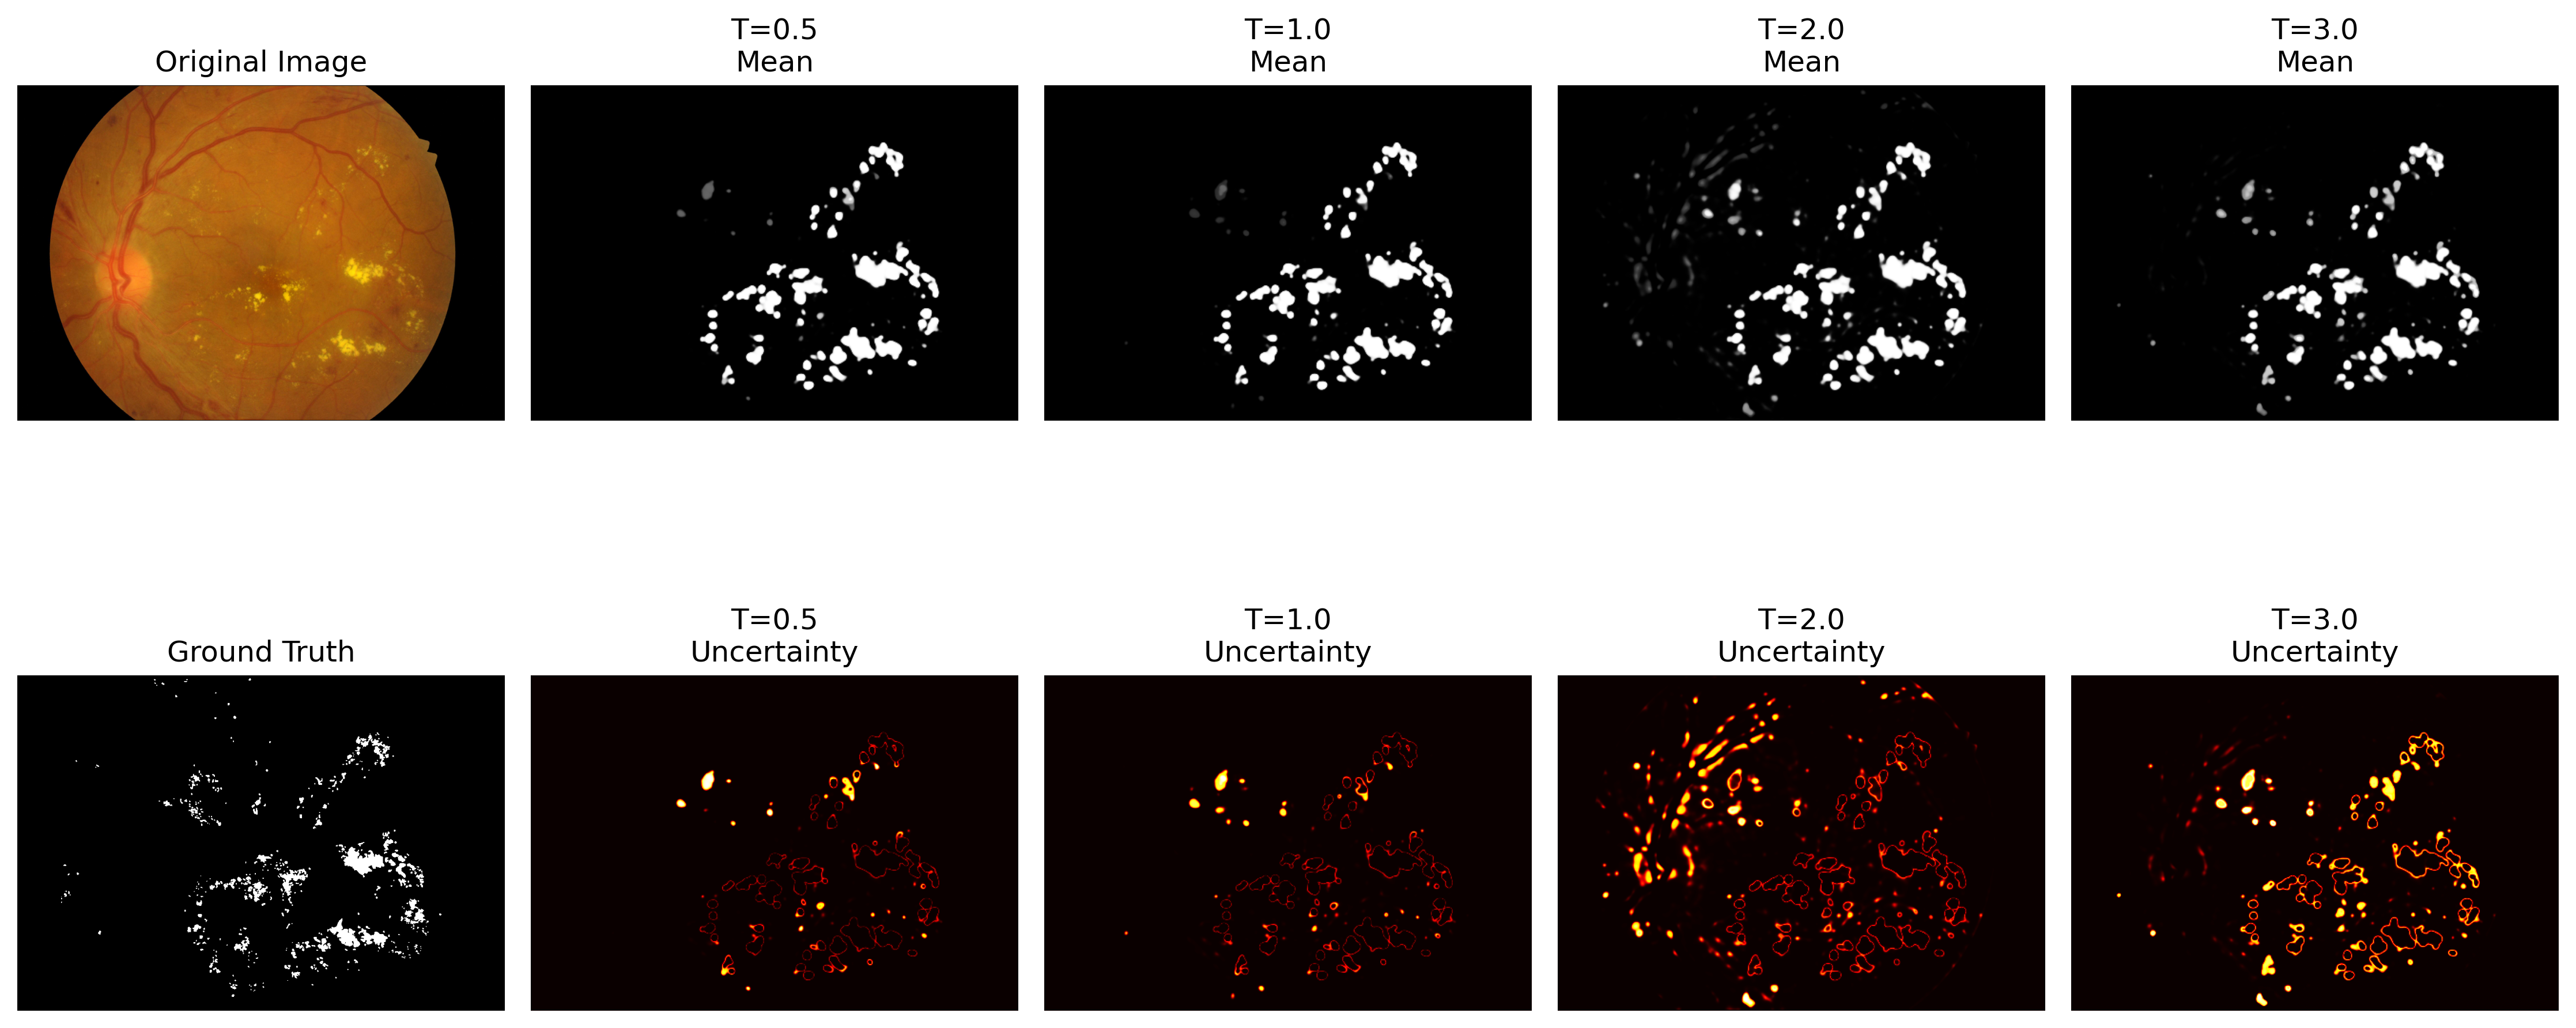 Original Image
T=0.5
Mean
T=1.0
Mean
T=2.0
Mean
T=3.0
Mean
Ground Truth
T=0.5
Uncertainty
T=1.0
Uncertainty
T=2.0
Uncertainty
T=3.0
Uncertainty